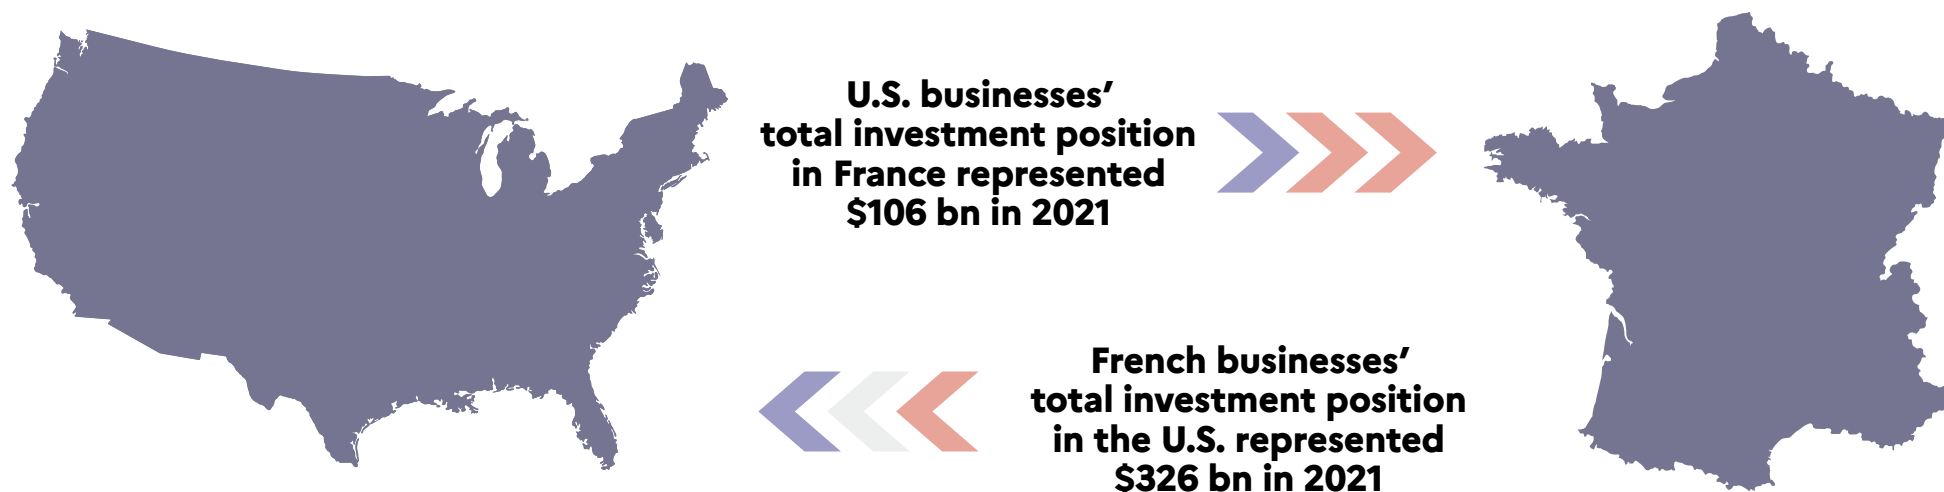 U.S. businesses’
total investment position
in France represented
$106 bn in 2021
French businesses’
total investment position
in the U.S. represented
$326 bn in 2021